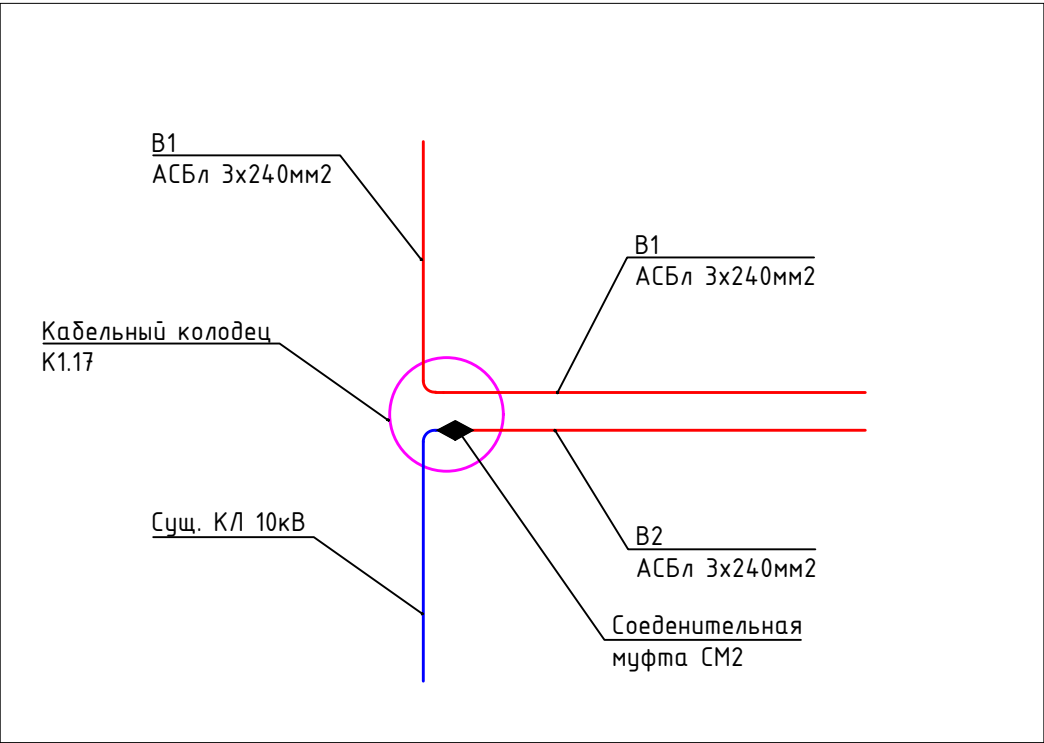 В1
АСБл 3х240мм2
В1
АСБл 3х240мм2
Кабельный колодец
К1.17
Сущ. КЛ 10кВ
В2
АСБл 3х240мм2
Соеденительная
муфта СМ2